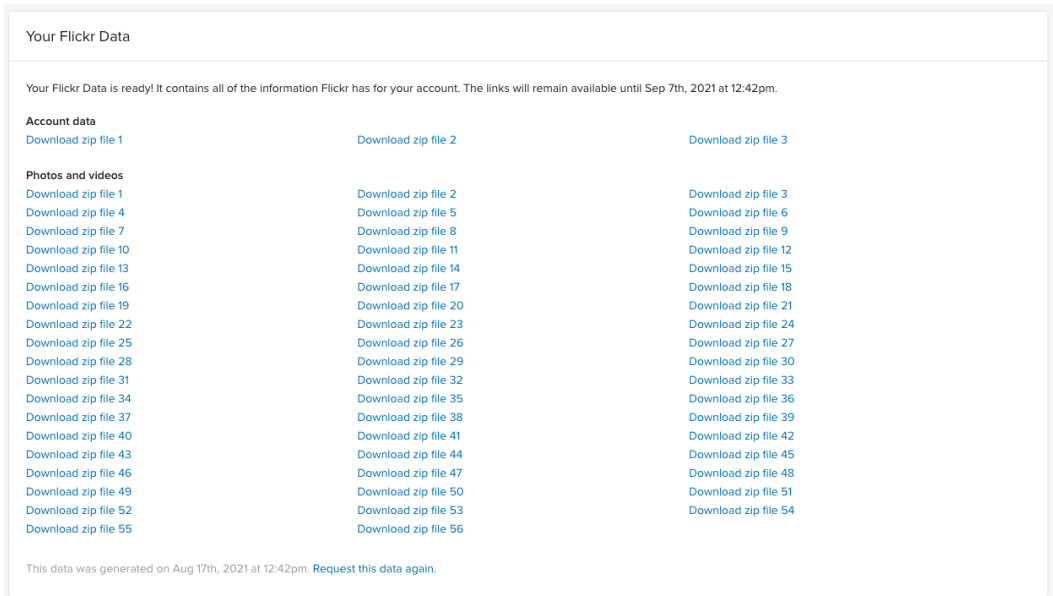 Your Flickr Data
Your Flickr Data is ready! It contains all of the information Flickr has for your account. The links will remain available until Sep 7th, 2021 at 12:42pm.
Account data
Download zip file 1 Download zip file 2 Download zip file 3
Photos and videos
Download zip file 1 Download zip file 2 Download zip file 3
Download zip file 4 Download zip file 5 Download zip file 6
Download zip file 7 Download zip file 8 Download zip file 9
Download zip file 10 Download zip file 11 Download zip file 12
Download zip file 13 Download zip file 14 Download zip file 15
Download zip file 16 Download zip file 17 Download zip file 18
Download zip file 19 Download zip file 20 Download zip file 21
Download zip file 22 Download zip file 23 Download zip file 24
Download zip file 25 Download zip file 26 Download zip file 27
Download zip file 28 Download zip file 29 Download zip file 30
Download zip file 31 Download zip file 32 Download zip file 33
Download zip file 34 Download zip file 35 Download zip file 36
Download zip file 37 Download zip file 38 Download zip file 39
Download zip file 40 Download zip file 41 Download zip file 42
Download zip file 43 Download zip file 44 Download zip file 45
Download zip file 46 Download zip file 47 Download zip file 48
Download zip file 49 Download zip file 50 Download zip file 51
Download zip file 52 Download zip file 53 Download zip file 54
Download zip file 55 Download zip file 56
This data was generated on Aug 17th, 2021 at 12:42pm. Request this data again.